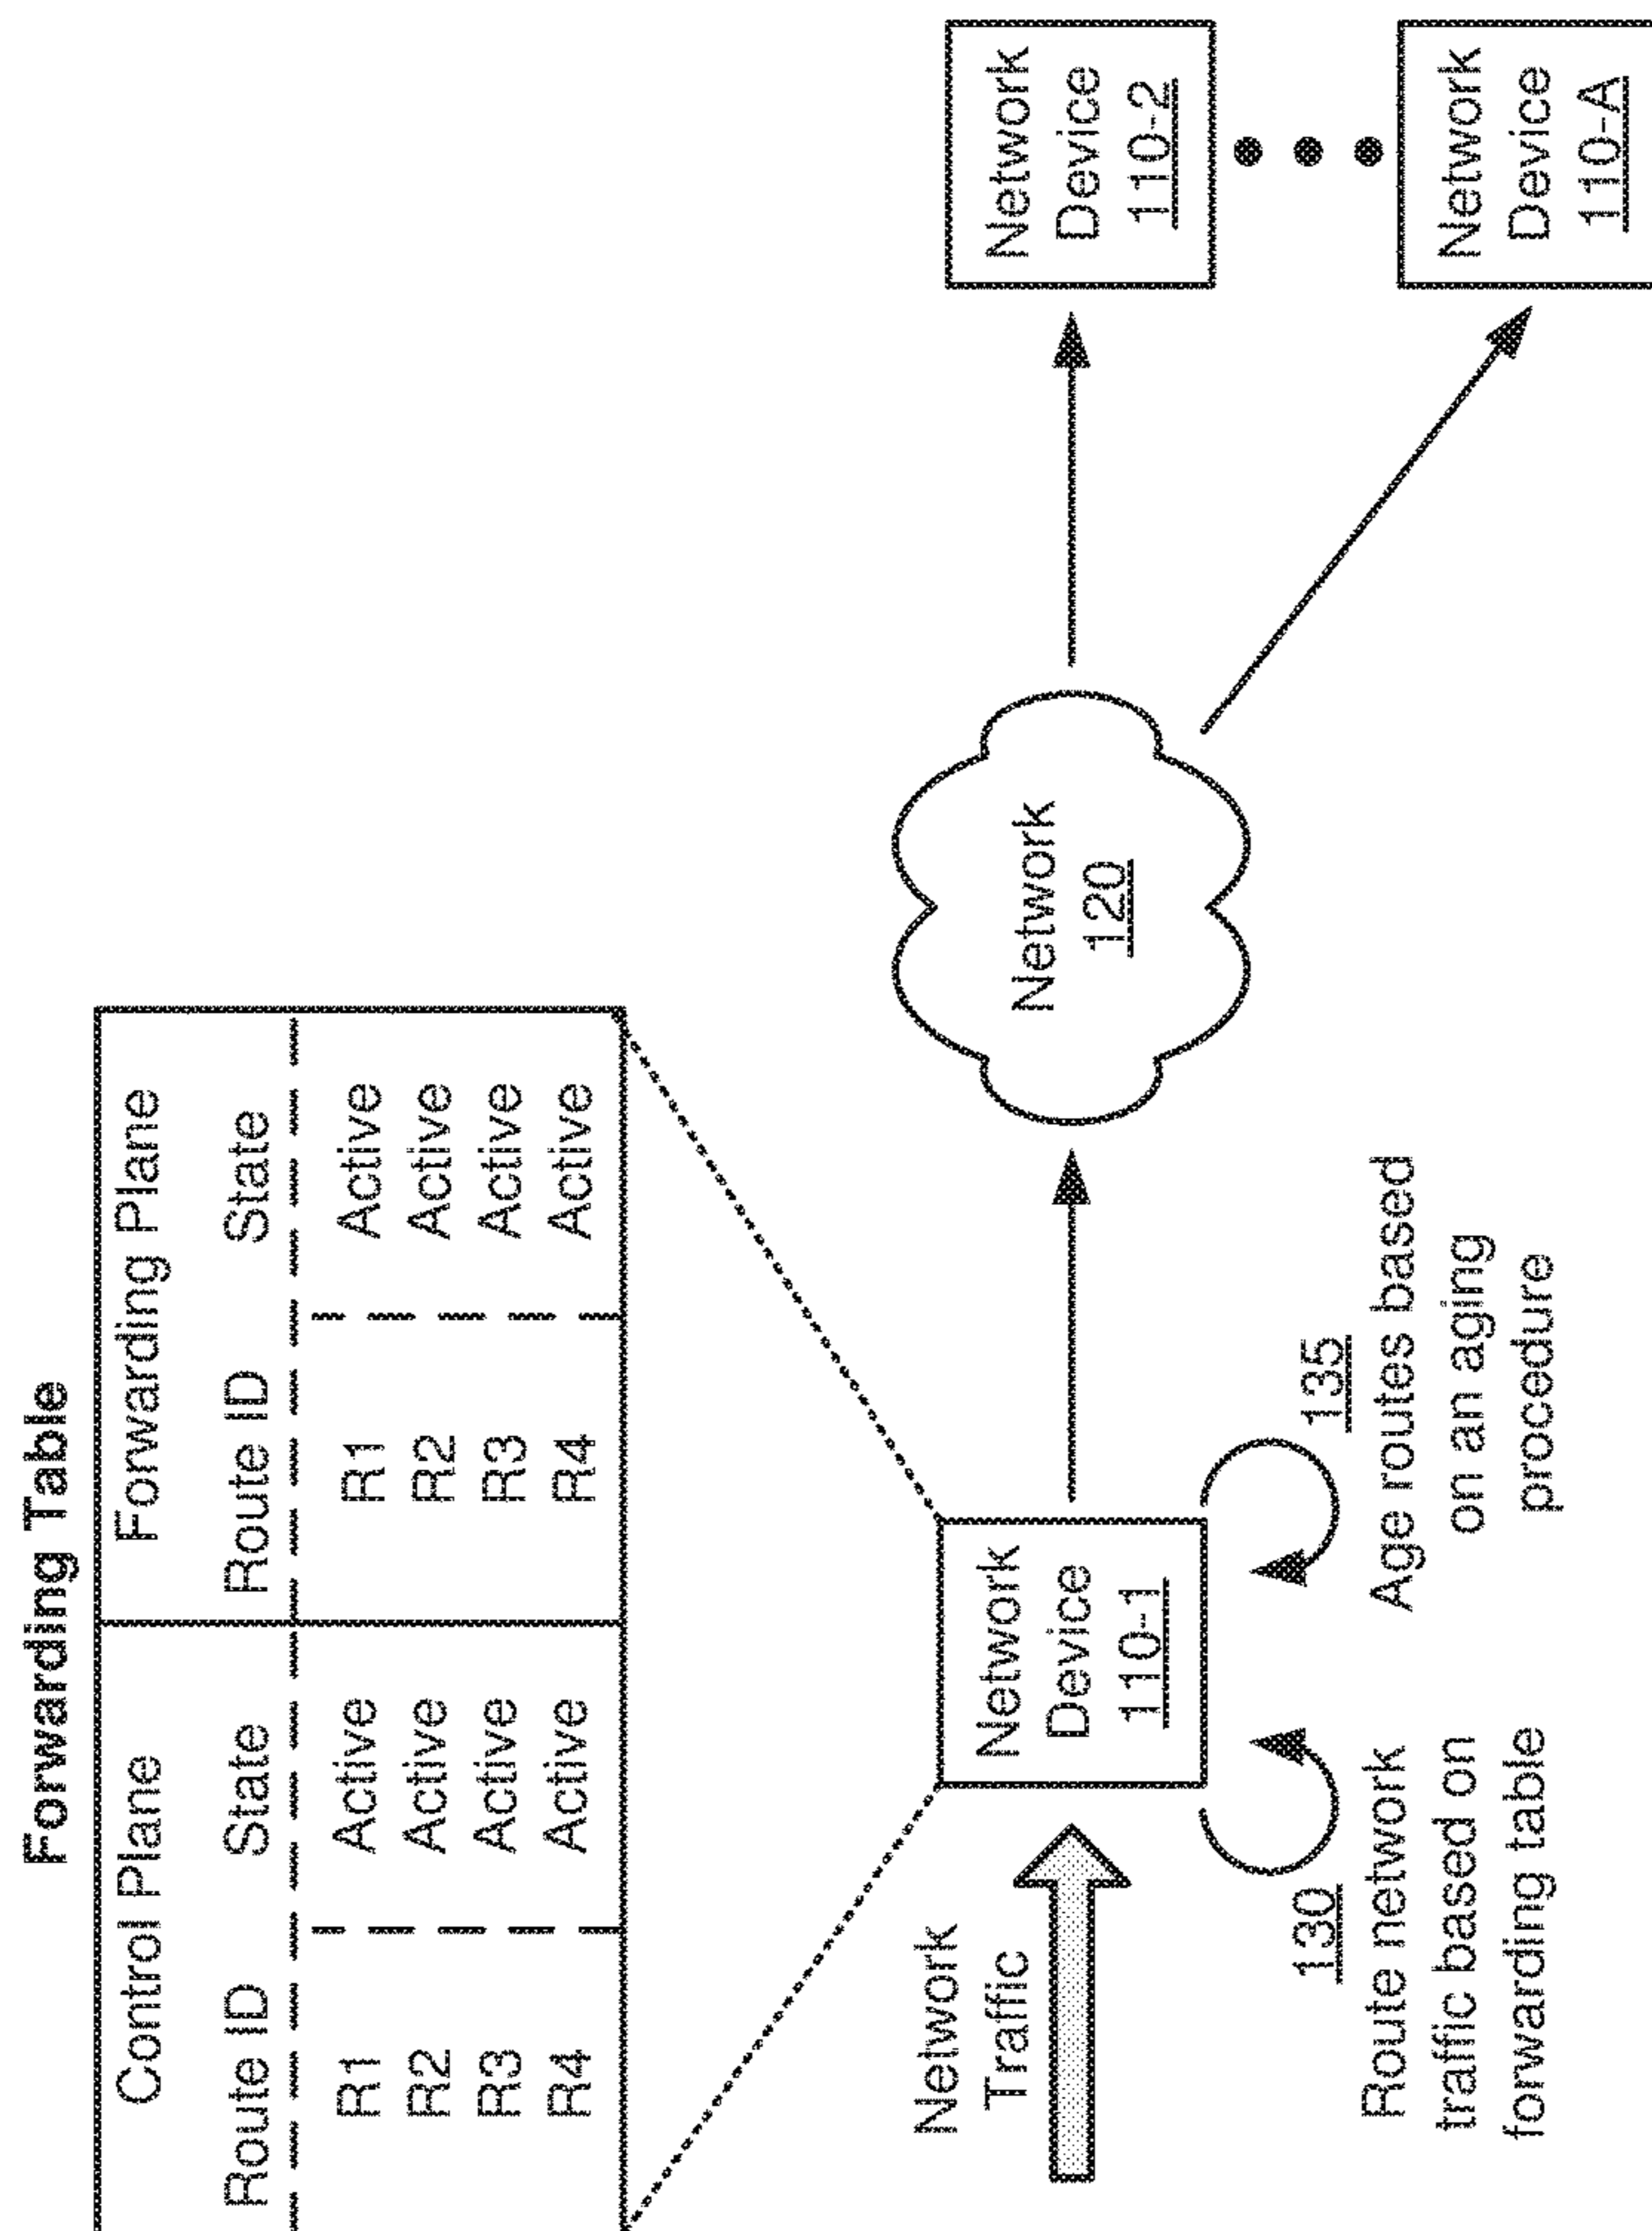 Forwarding Table
Control Plane Forwarding Plane
Route ID State Route ID State
R1 Active R1 Active
R2 Active R2 Active
R3 Active R3 Active
R4 Active R4 Active
Network
Traffic
Network
Device
110-1
Network
120
Network
Device
110-2
Network
Device
110-A
130
Route network
traffic based on
forwarding table
135
Age routes based
on an aging
procedure